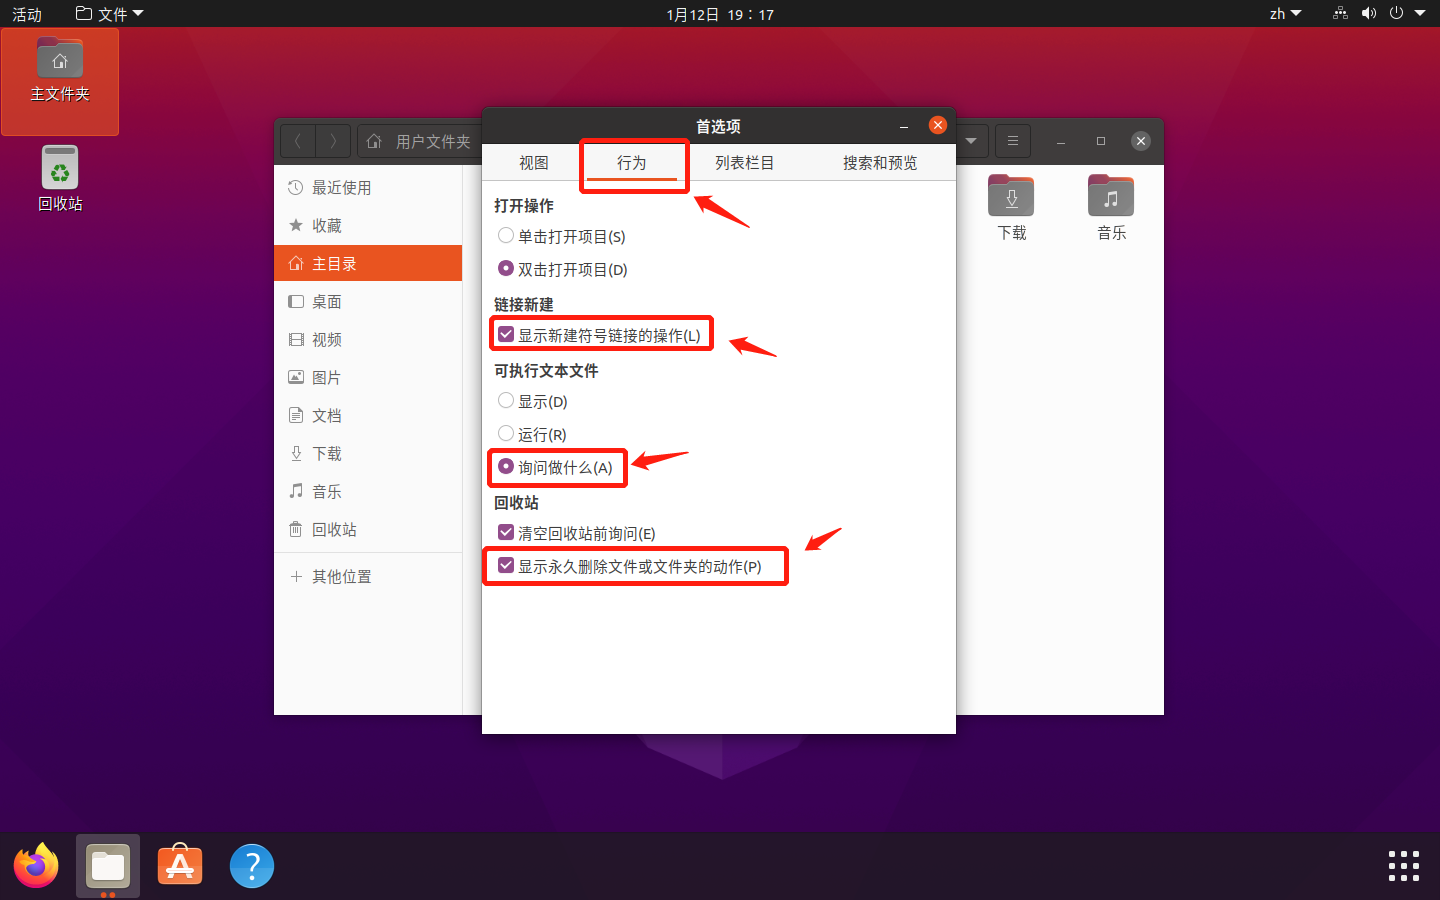 活动
文件
1月12日 19：17
zh
主文件夹
回收站
用户文件夹
最近使用
收藏
主目录
桌面
视频
图片
文档
下载
音乐
回收站
其他位置
首选项
视图
行为
列表栏目
搜索和预览
打开操作
单击打开项目(S)
双击打开项目(D)
链接新建
显示新建符号链接的操作(L)
可执行文本文件
显示(D)
运行(R)
询问做什么(A)
回收站
清空回收站前询问(E)
显示永久删除文件或文件夹的动作(P)
下载
音乐